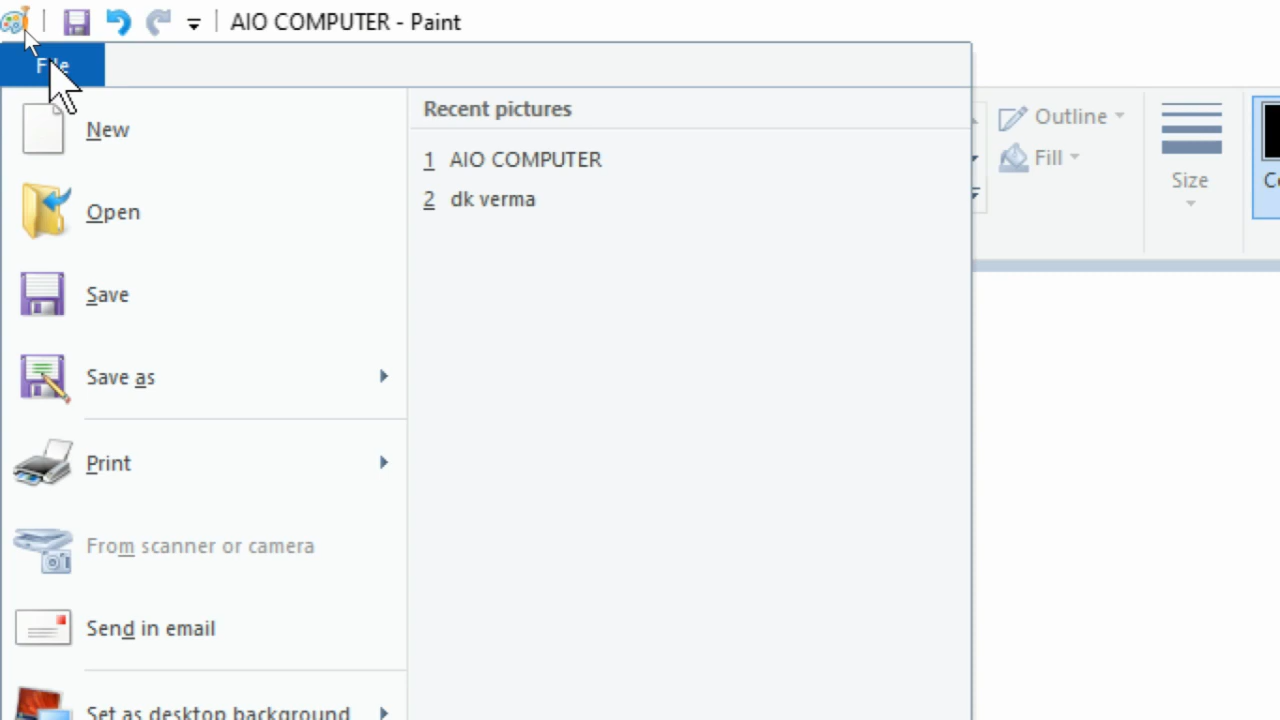 AIO COMPUTER - Paint
File
New
Open
Save
Save as
Print
From scanner or camera
Send in email
Set as desktop background
Recent pictures
1 AIO COMPUTER
2 dk verma
Outline
Fill
Size